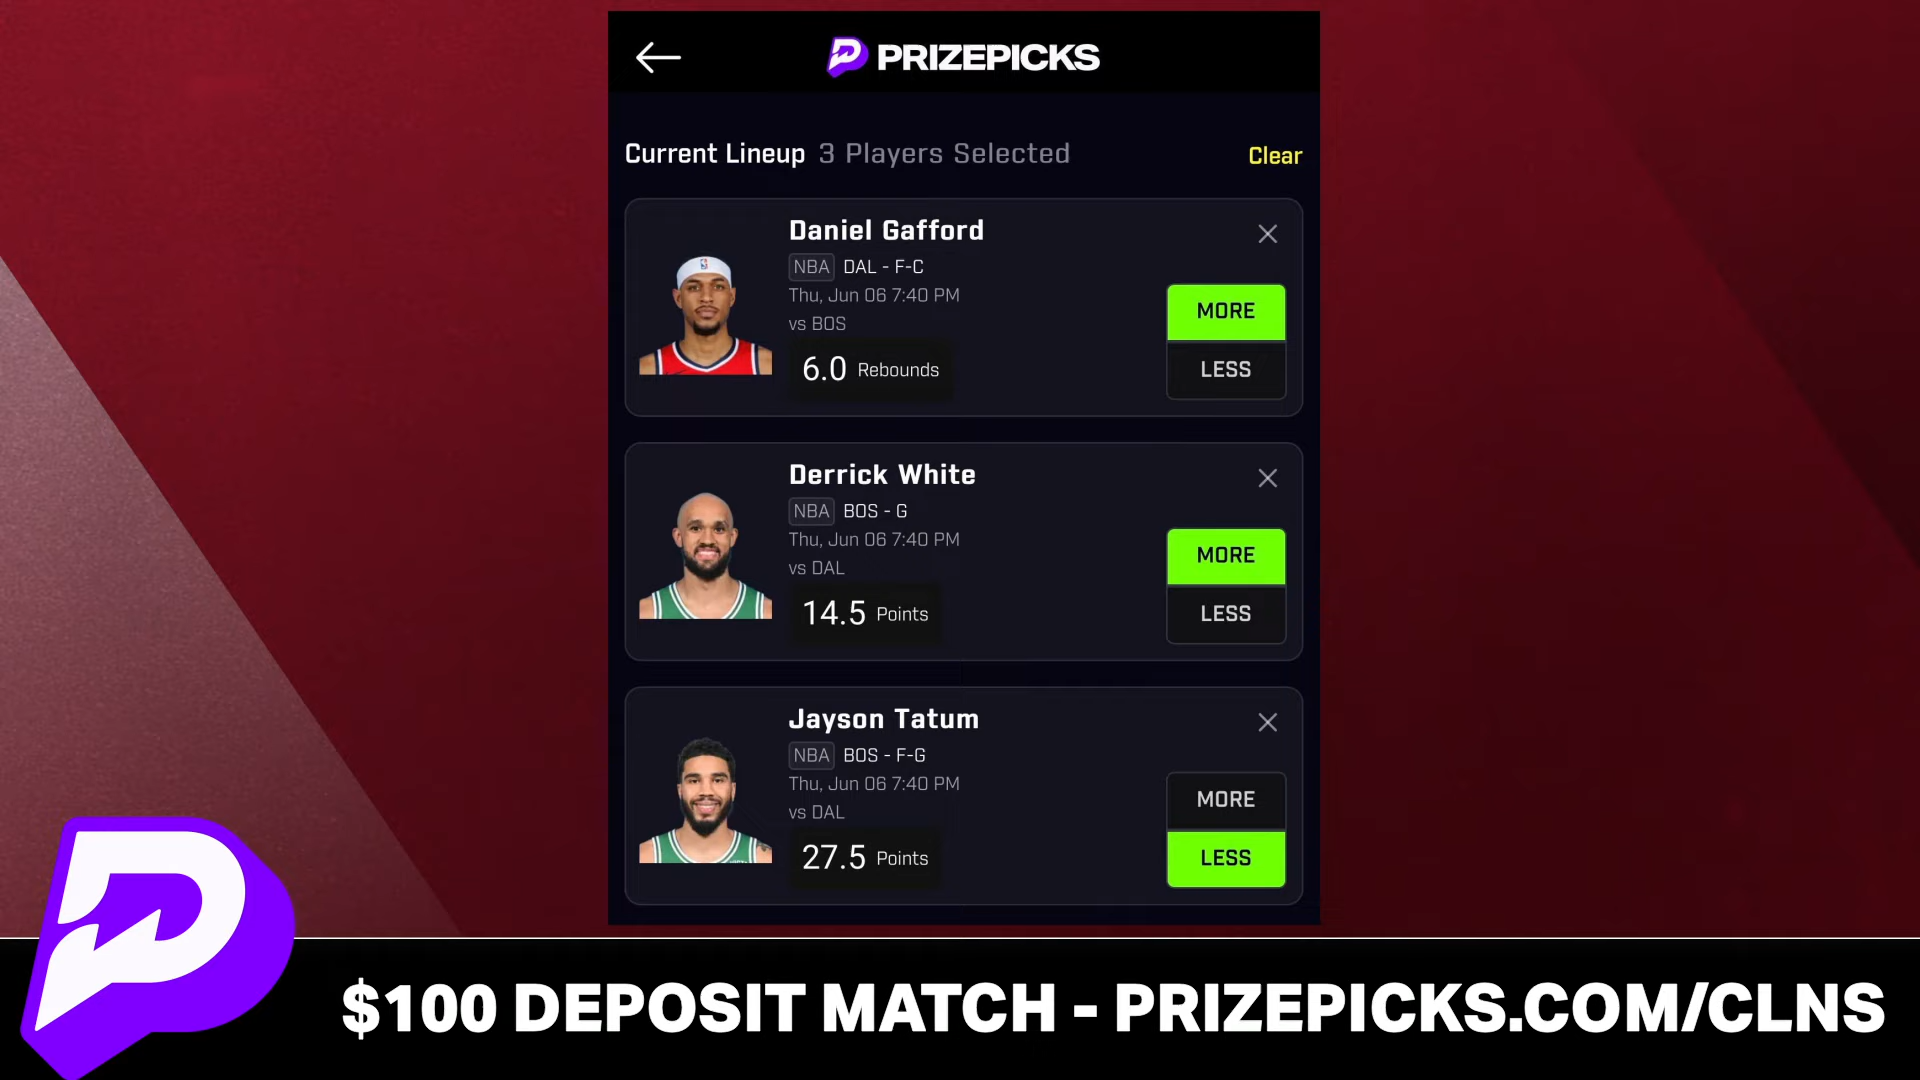 PRIZEPICKS
Current Lineup 3 Players Selected Clear
Daniel Gafford
NBA DAL - F-C
Thu, Jun 06 7:40 PM
vs BOS
6.0 Rebounds
MORE
LESS
Derrick White
NBA BOS - G
Thu, Jun 06 7:40 PM
vs DAL
14.5 Points
MORE
LESS
Jayson Tatum
NBA BOS - F-G
Thu, Jun 06 7:40 PM
vs DAL
27.5 Points
MORE
LESS
$100 DEPOSIT MATCH - PRIZEPICKS.COM/CLNS